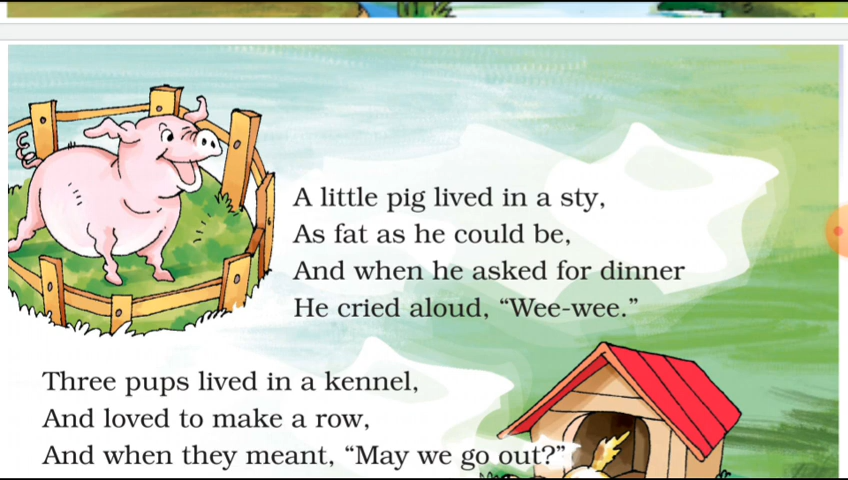 A little pig lived in a sty,
As fat as he could be,
And when he asked for dinner
He cried aloud, “Wee-wee.”
Three pups lived in a kennel,
And loved to make a row,
And when they meant, “May we go out?”